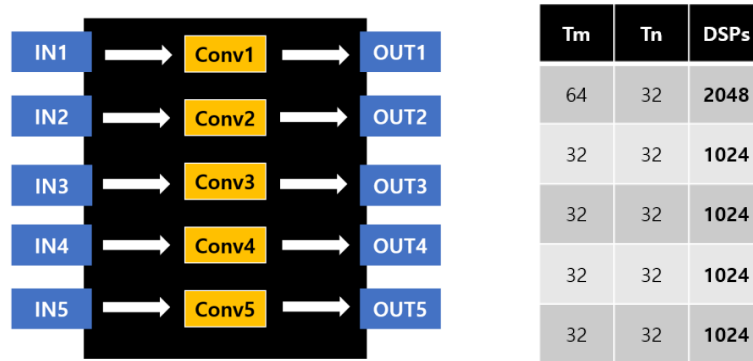 IN1 Conv1 OUT1
IN2 Conv2 OUT2
IN3 Conv3 OUT3
IN4 Conv4 OUT4
IN5 Conv5 OUT5
Tm Tn DSPs
64 32 2048
32 32 1024
32 32 1024
32 32 1024
32 32 1024